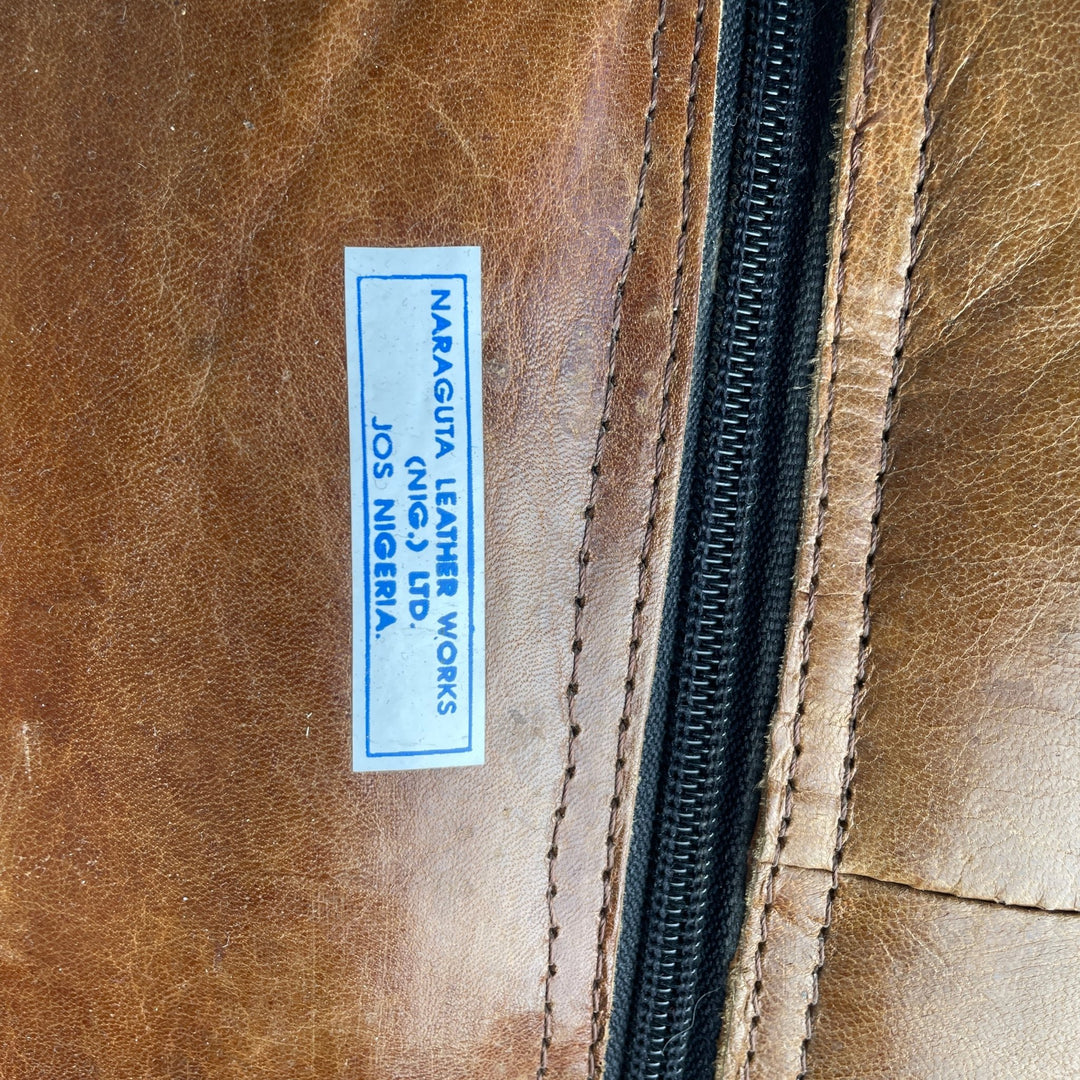 NARAGUTA LEATHER WORKS
(NIG.) LTD.
JOS NIGERIA.